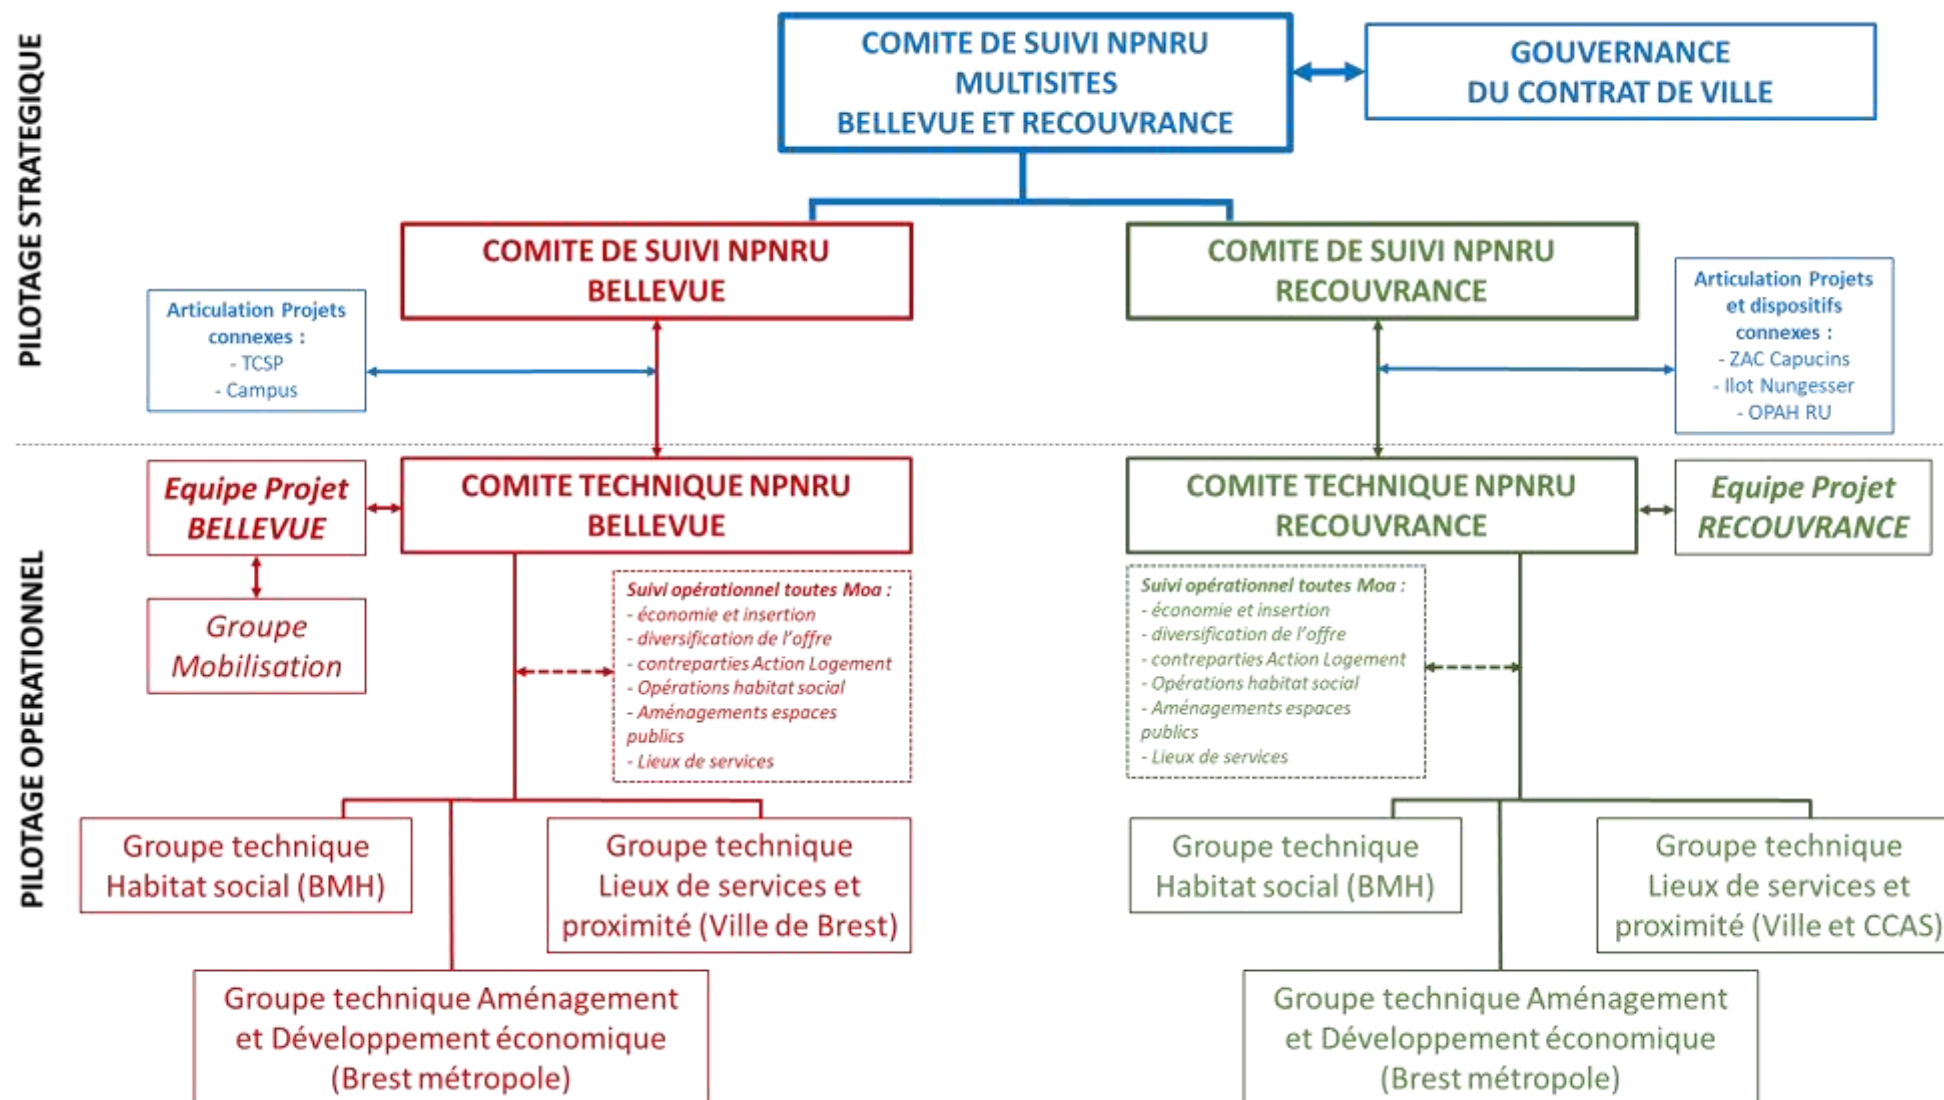 PILOTAGE STRATEGIQUE
COMITE DE SUIVI NPNRU
MULTISITES
BELLEVUE ET RECOUVRANCE
GOUVERNANCE
DU CONTRAT DE VILLE
COMITE DE SUIVI NPNRU
BELLEVUE
COMITE DE SUIVI NPNRU
RECOUVRANCE
Articulation Projets
connexes :
- TCSP
- Campus
Articulation Projets
et dispositifs
connexes :
- ZAC Capucins
- Ilot Nungesser
- OPAH RU
PILOTAGE OPERATIONNEL
Equipe Projet
BELLEVUE
COMITE TECHNIQUE NPNRU
BELLEVUE
COMITE TECHNIQUE NPNRU
RECOUVRANCE
Equipe Projet
RECOUVRANCE
Groupe
Mobilisation
Suivi opérationnel toutes Moa :
- économie et insertion
- diversification de l'offre
- contreparties Action Logement
- Opérations habitat social
- Aménagements espaces
publics
- Lieux de services
Suivi opérationnel toutes Moa :
- économie et insertion
- diversification de l'offre
- contreparties Action Logement
- Opérations habitat social
- Aménagements espaces
publics
- Lieux de services
Groupe technique
Habitat social (BMH)
Groupe technique
Lieux de services et
proximité (Ville de Brest)
Groupe technique
Habitat social (BMH)
Groupe technique
Lieux de services et
proximité (Ville et CCAS)
Groupe technique Aménagement
et Développement économique
(Brest métropole)
Groupe technique Aménagement
et Développement économique
(Brest métropole)